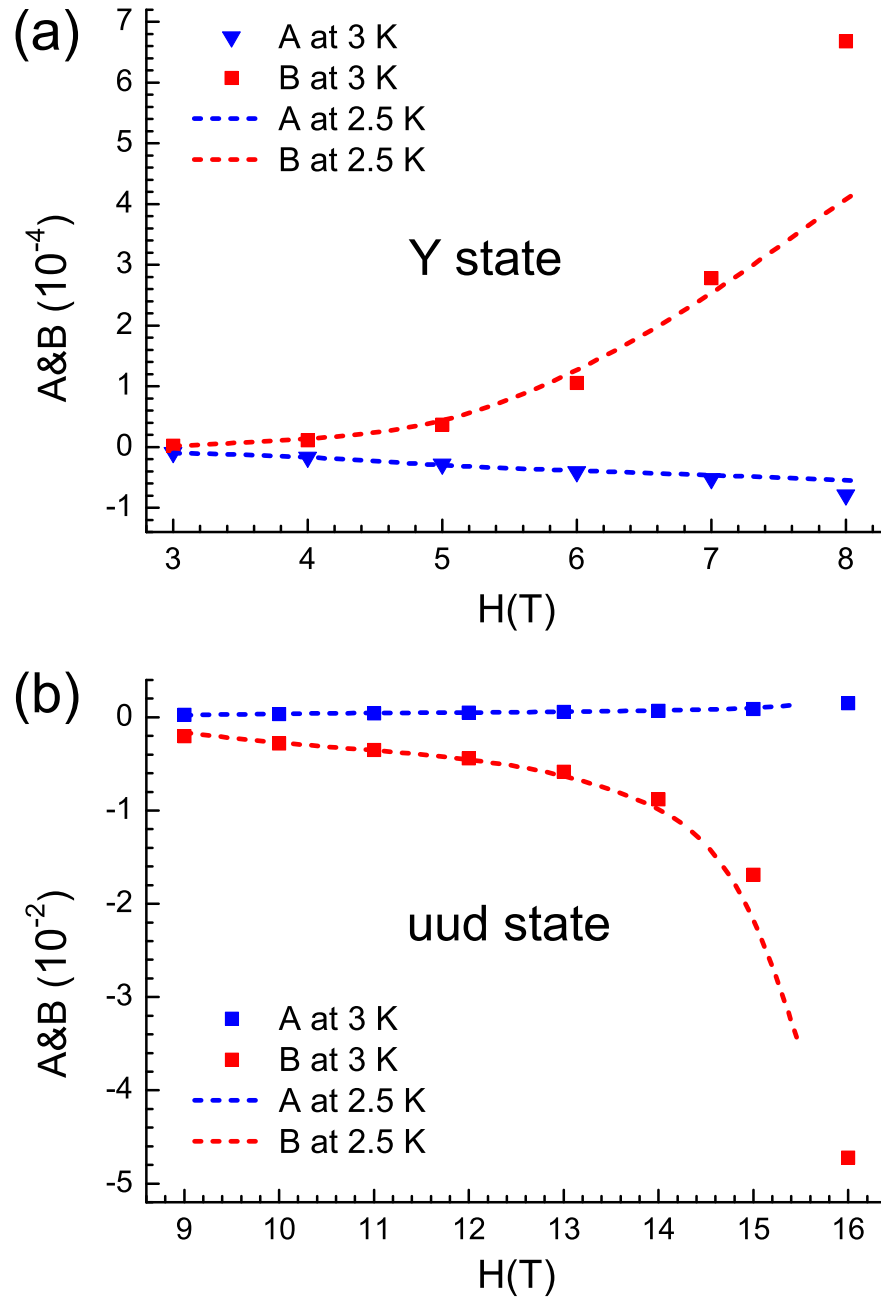 (a)
A at 3 K
B at 3 K
A at 2.5 K
B at 2.5 K
Y state
A&B (10^-4)
7
6
5
4
3
2
1
0
-1
3 4 5 6 7 8
H(T)
(b)
uud state
A at 3 K
B at 3 K
A at 2.5 K
B at 2.5 K
A&B (10^-2)
0
-1
-2
-3
-4
-5
9 10 11 12 13 14 15 16
H(T)